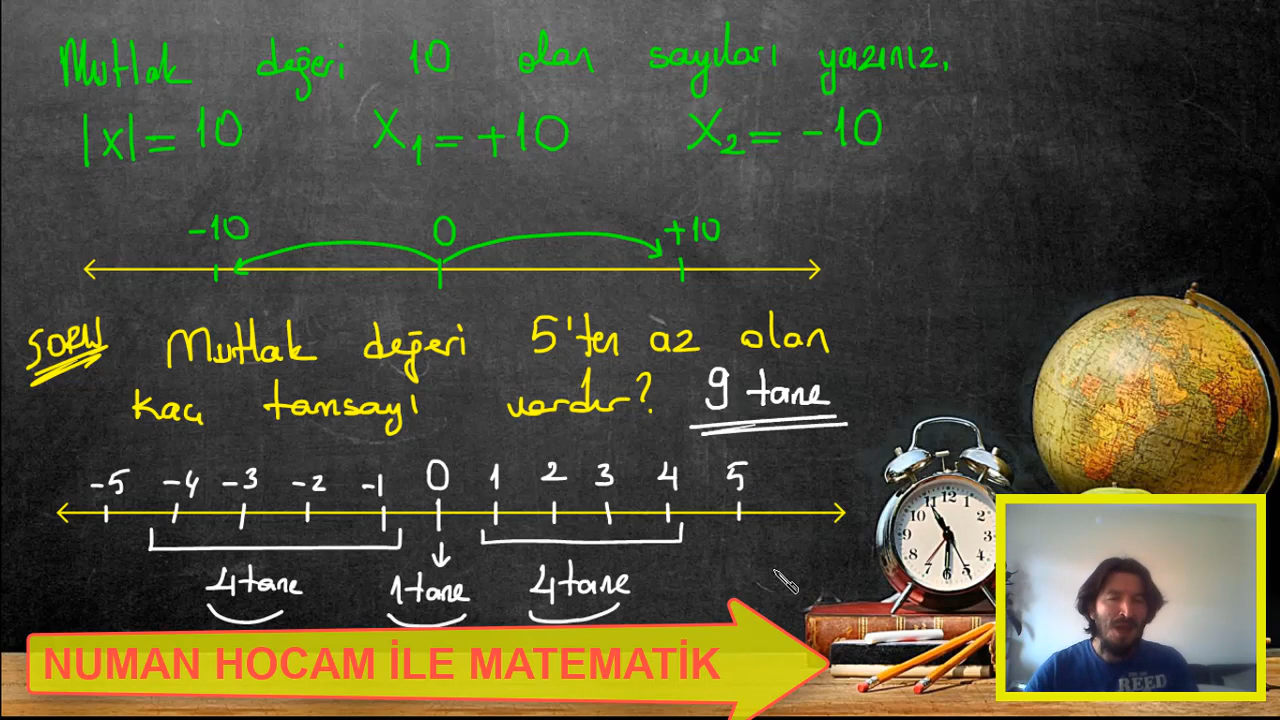 Mutlak değeri 10 olan sayıları yazınız.
|x| = 10 X₁ = +10 X₂ = -10
-10 0 +10
SORU Mutlak değeri 5'ten az olan
kaç tamsayı vardır? 9 tane
-5 -4 -3 -2 -1 0 1 2 3 4 5
4 tane 1 tane 4 tane
NUMAN HOCAM İLE MATEMATİK
REED